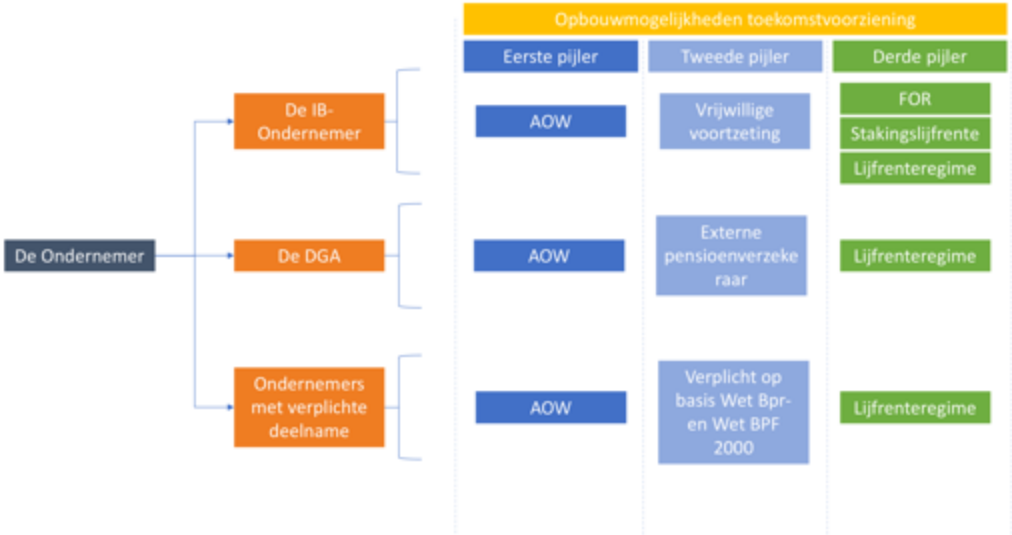 Opbouwmogelijkheden toekomstvoorziening
Eerste pijler
Tweede pijler
Derde pijler
De IB-
Ondernemer
AOW
Vrijwillige
voortzeting
FOR
Stakingslijfrente
Lijfrenteregime
De Ondernemer
De DGA
AOW
Externe
pensioenverzeke
raar
Lijfrenteregime
Ondernemers
met verplichte
deelname
AOW
Verplicht op
basis Wet Bpr-
en Wet BPF
2000
Lijfrenteregime